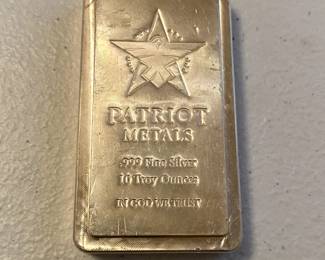 PATRIOT
METALS
.999 Fine Silver
10 Troy Ounces
IN GOD WE TRUST